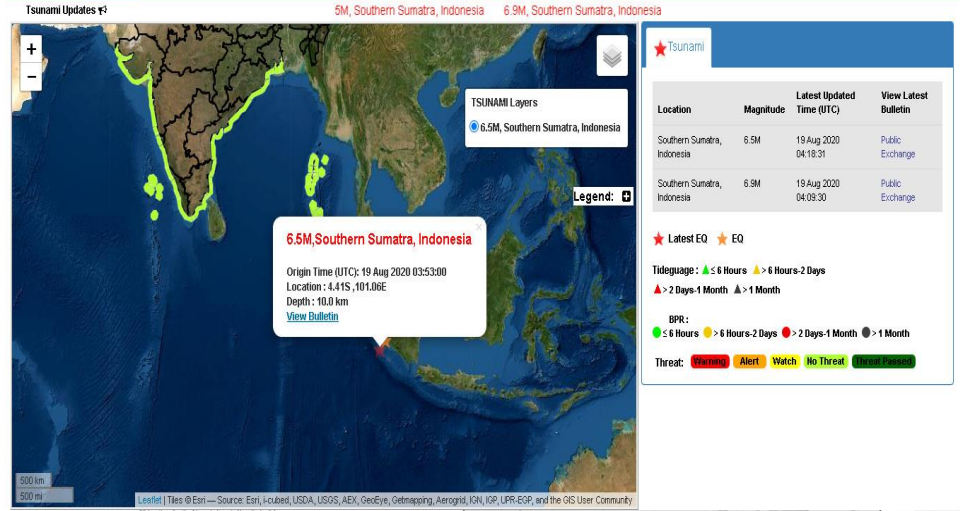 Tsunami Updates
5M, Southern Sumatra, Indonesia 6.9M, Southern Sumatra, Indonesia
+
−
TSUNAMI Layers
6.5M, Southern Sumatra, Indonesia
Legend:
6.5M,Southern Sumatra, Indonesia
×
Origin Time (UTC): 19 Aug 2020 03:53:00
Location : 4.41S ,101.06E
Depth : 10.0 km
View Bulletin
500 km
500 mi
Leaflet | Tiles © Esri — Source: Esri, i-cubed, USDA, USGS, AEX, GeoEye, Getmapping, Aerogrid, IGN, IGP, UPR-EGP, and the GIS User Community
Tsunami
Location Magnitude Latest Updated Time (UTC) View Latest Bulletin
Southern Sumatra, Indonesia 6.5M 19 Aug 2020 04:18:31 Public Exchange
Southern Sumatra, Indonesia 6.9M 19 Aug 2020 04:09:30 Public Exchange
Latest EQ EQ
Tideguage : ≤ 6 Hours > 6 Hours-2 Days
> 2 Days-1 Month > 1 Month
BPR :
≤ 6 Hours > 6 Hours-2 Days > 2 Days-1 Month > 1 Month
Threat: Warning Alert Watch No Threat Threat Passed